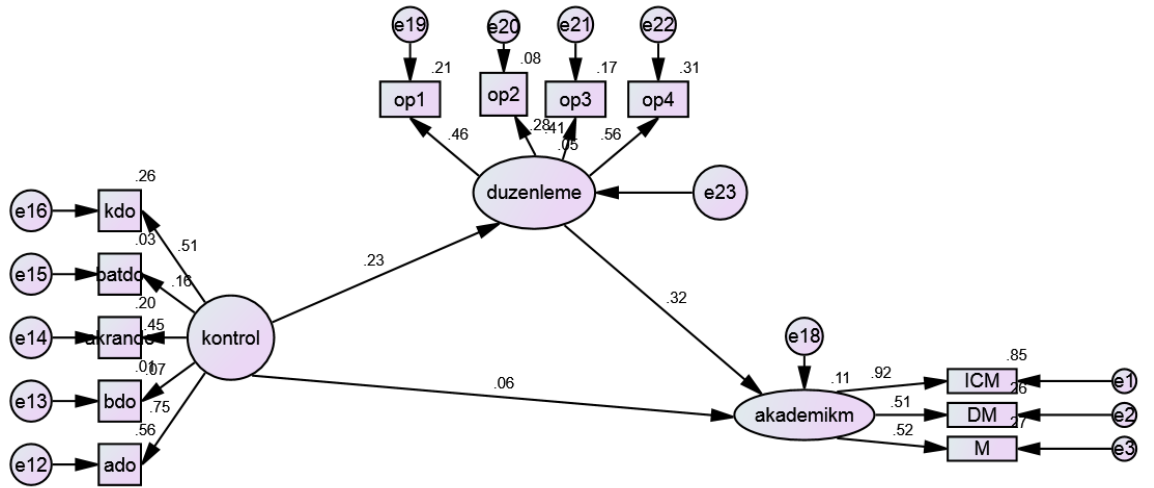 e19 e20 e21 e22
.21 .08 .17 .31
op1 op2 op3 op4
.46 .28 .41 .56
.05
duzenleme e23
.26
e16 kdo
.03 .51
e15 batdo .16
.23 .32
.20
e14 akrando .45 kontrol e18
.01 .07
e13 bdo
.75 .06
.56
e12 ado
.85
.11 .92 ICM e1
.26
akademikm .51 DM e2
.27
.52 M e3